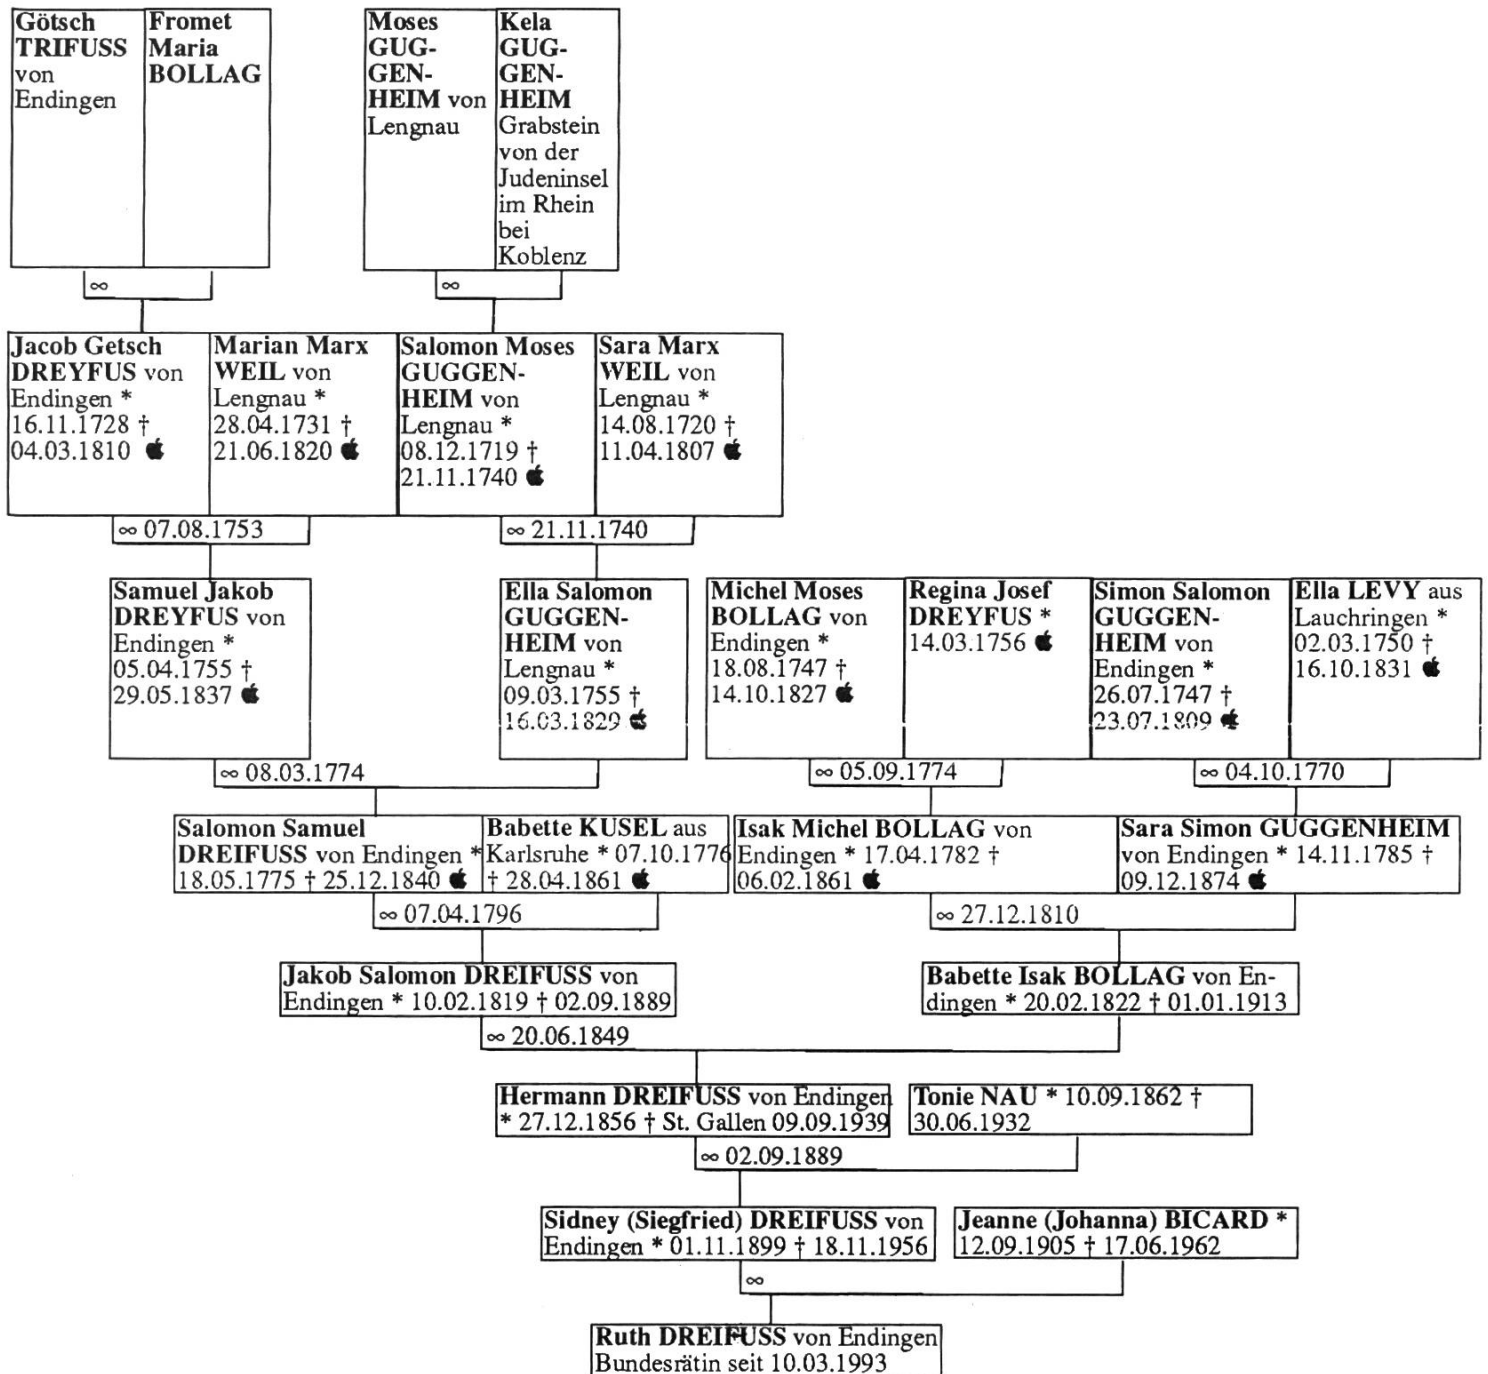 Götsch
TRIFUSS
von
Endingen
Fromet
Maria
BOLLAG
Moses
GUG-
GEN-
HEIM von
Lengnau
Kela
GUG-
GEN-
HEIM
Grabstein
von der
Judeninsel
im Rhein
bei
Koblenz
∞
∞
Jacob Getsch
DREYFUS von
Endingen *
16.11.1728 †
04.03.1810
Marian Marx
WEIL von
Lengnau *
28.04.1731 †
21.06.1820
Salomon Moses
GUGGEN-
HEIM von
Lengnau *
08.12.1719 †
21.11.1740
Sara Marx
WEIL von
Lengnau *
14.08.1720 †
11.04.1807
∞ 07.08.1753
∞ 21.11.1740
Samuel Jakob
DREYFUS von
Endingen *
05.04.1755 †
29.05.1837
Ella Salomon
GUGGEN-
HEIM von
Lengnau *
09.03.1755 †
16.03.1829
Michel Moses
BOLLAG von
Endingen *
18.08.1747 †
14.10.1827
Regina Josef
DREYFUS *
14.03.1756
Simon Salomon
GUGGEN-
HEIM von
Endingen *
26.07.1747 †
23.07.1809
Ella LEVY aus
Lauchringen *
02.03.1750 †
16.10.1831
∞ 08.03.1774
∞ 05.09.1774
∞ 04.10.1770
Salomon Samuel
DREIFUSS von Endingen *
18.05.1775 † 25.12.1840
Babette KUSEL aus
Karlsruhe * 07.10.1776
† 28.04.1861
Isak Michel BOLLAG von
Endingen * 17.04.1782 †
06.02.1861
Sara Simon GUGGENHEIM
von Endingen * 14.11.1785 †
09.12.1874
∞ 07.04.1796
∞ 27.12.1810
Jakob Salomon DREIFUSS von
Endingen * 10.02.1819 † 02.09.1889
Babette Isak BOLLAG von En-
dingen * 20.02.1822 † 01.01.1913
∞ 20.06.1849
Hermann DREIFUSS von Endingen
* 27.12.1856 † St. Gallen 09.09.1939
Tonie NAU * 10.09.1862 †
30.06.1932
∞ 02.09.1889
Sidney (Siegfried) DREIFUSS von
Endingen * 01.11.1899 † 18.11.1956
Jeanne (Johanna) BICARD *
12.09.1905 † 17.06.1962
∞
Ruth DREIFUSS von Endingen
Bundesrätin seit 10.03.1993